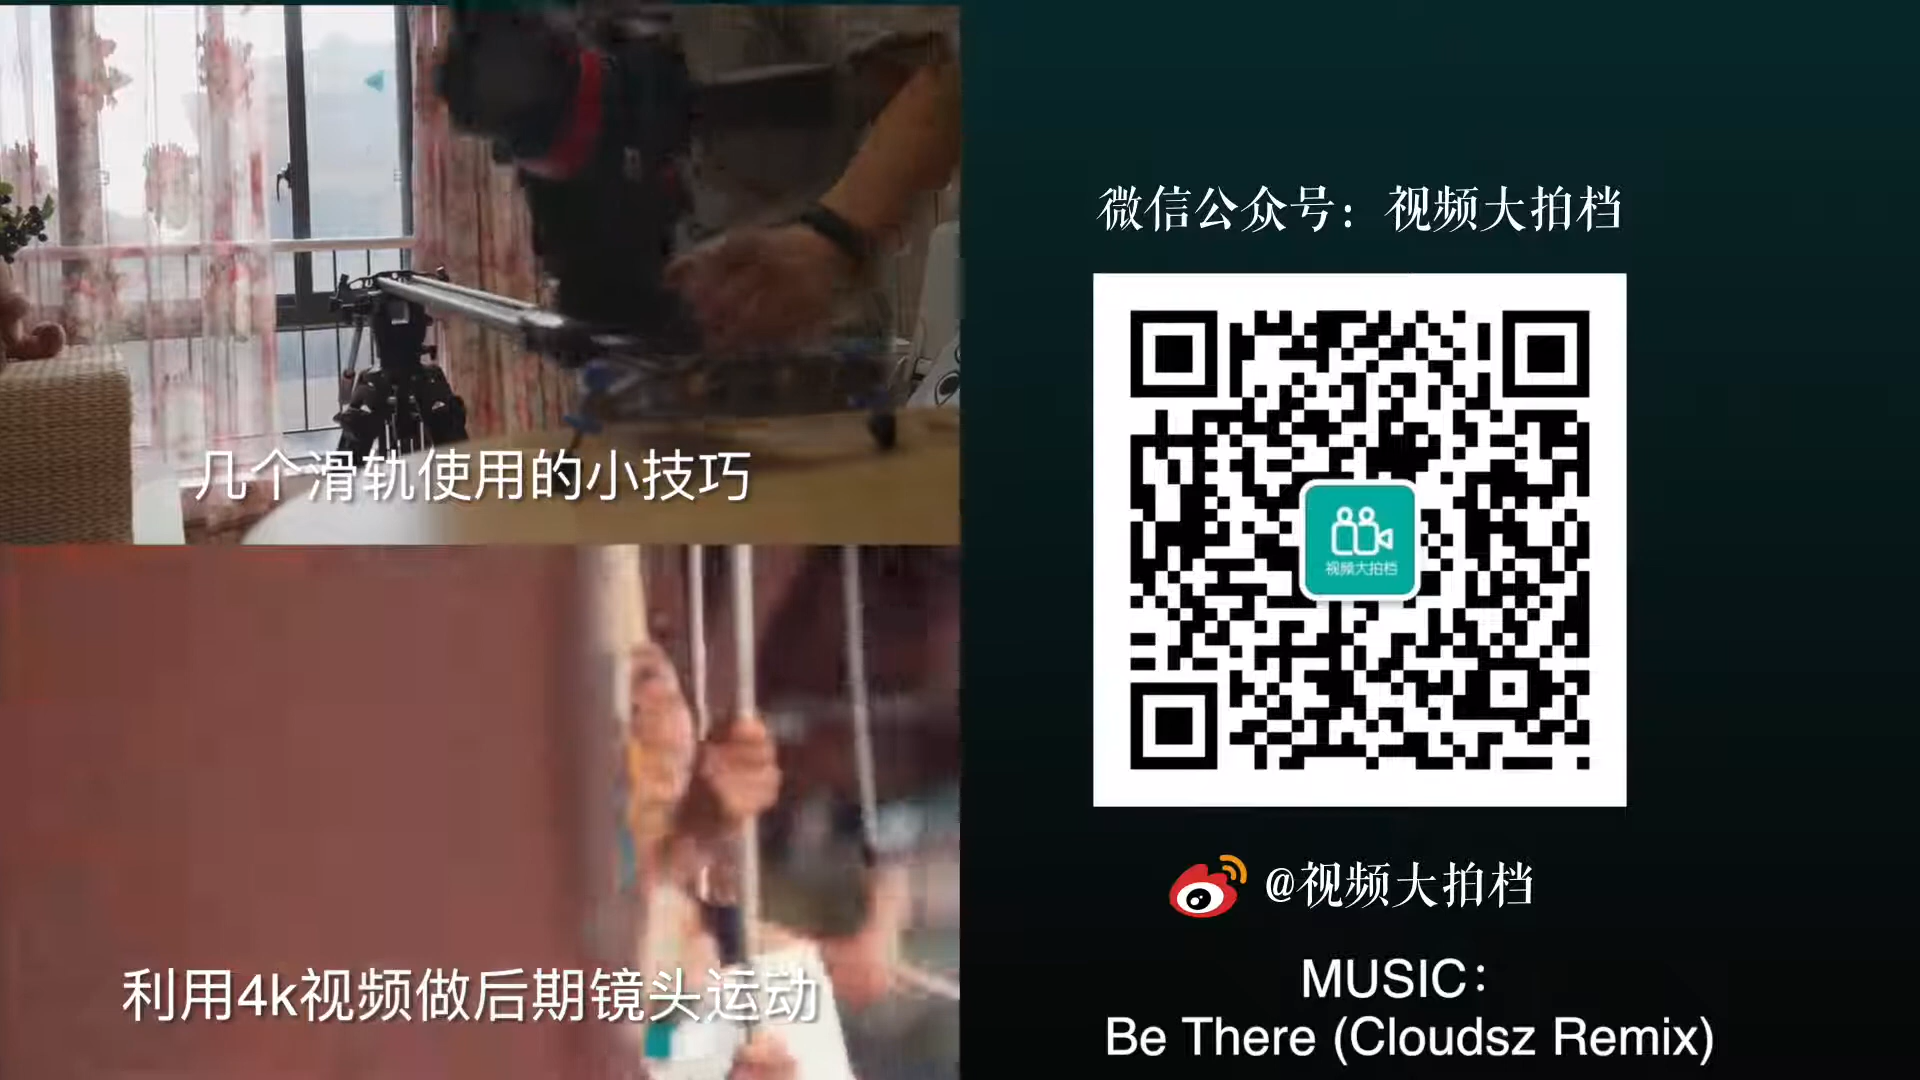 几个滑轨使用的小技巧
利用4k视频做后期镜头运动
微信公众号：视频大拍档
视频大拍档
@视频大拍档
MUSIC：
Be There (Cloudsz Remix)